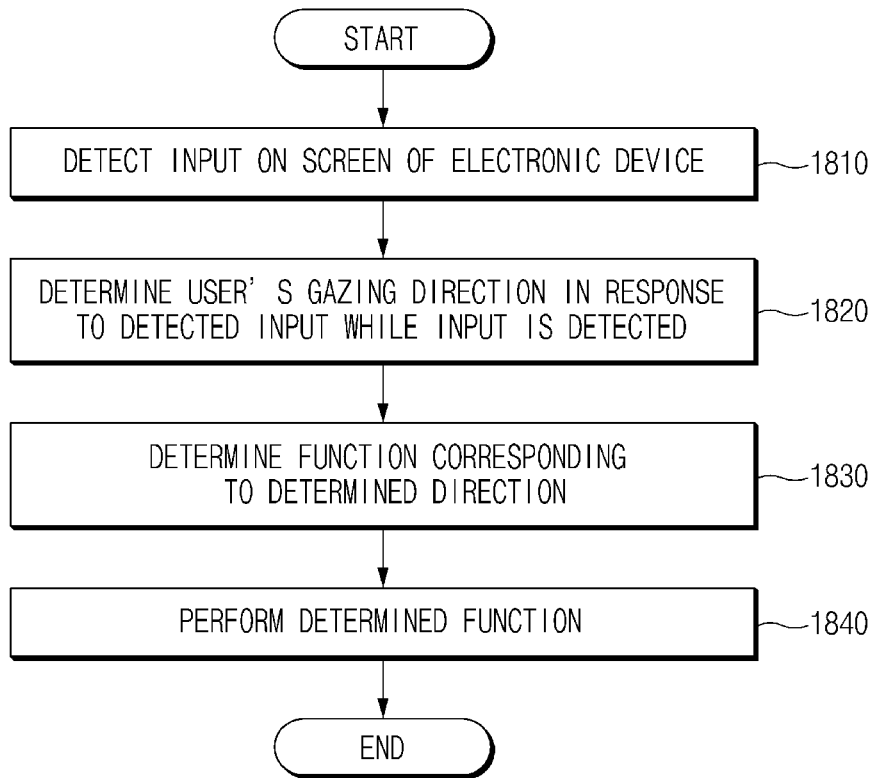 START
DETECT INPUT ON SCREEN OF ELECTRONIC DEVICE
1810
DETERMINE USER'S GAZING DIRECTION IN RESPONSE
TO DETECTED INPUT WHILE INPUT IS DETECTED
1820
DETERMINE FUNCTION CORRESPONDING
TO DETERMINED DIRECTION
1830
PERFORM DETERMINED FUNCTION
1840
END